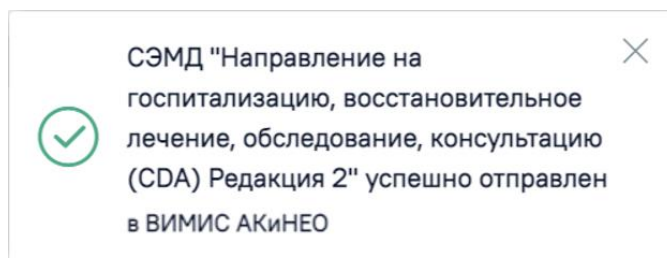 СЭМД "Направление на
госпитализацию, восстановительное
лечение, обследование, консультацию
(CDA) Редакция 2" успешно отправлен
в ВИМИС АКиНЕО